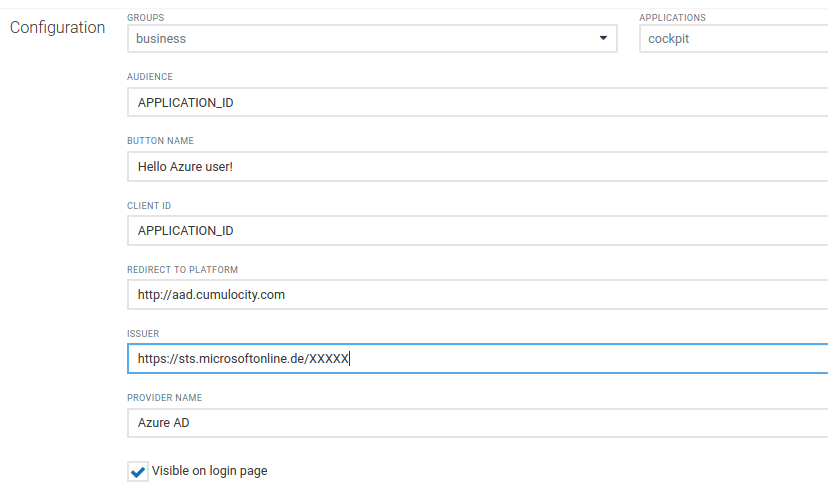 Configuration
GROUPS
business
APPLICATIONS
cockpit
AUDIENCE
APPLICATION_ID
BUTTON NAME
Hello Azure user!
CLIENT ID
APPLICATION_ID
REDIRECT TO PLATFORM
http://aad.cumulocity.com
ISSUER
https://sts.microsoftonline.de/XXXXX
PROVIDER NAME
Azure AD
Visible on login page